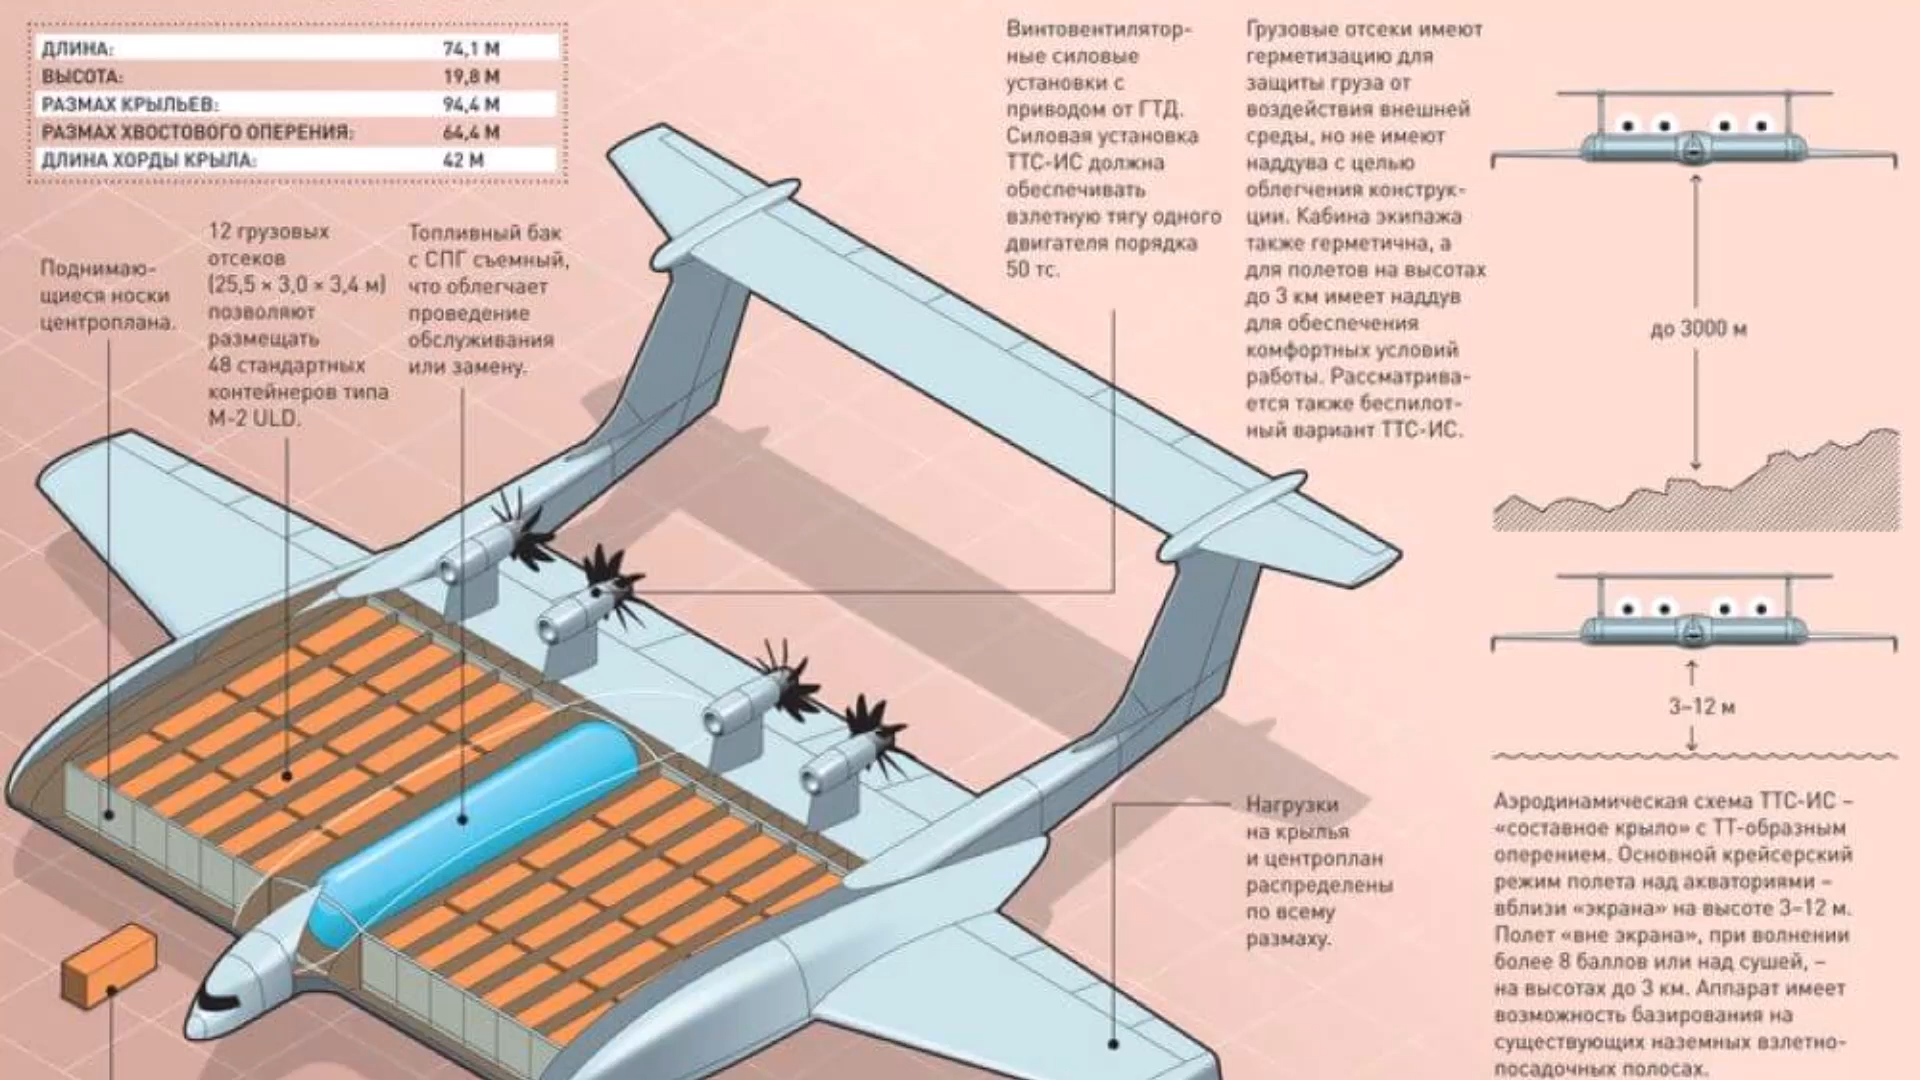 ДЛИНА: 74,1 М
ВЫСОТА: 19,8 М
РАЗМАХ КРЫЛЬЕВ: 94,4 М
РАЗМАХ ХВОСТОВОГО ОПЕРЕНИЯ: 64,4 М
ДЛИНА ХОРДЫ КРЫЛА: 42 М
Поднимаю-
щиеся носки
центроплана.
12 грузовых
отсеков
(25,5 × 3,0 × 3,4 м)
позволяют
размещать
48 стандартных
контейнеров типа
M-2 ULD.
Топливный бак
с СПГ съемный,
что облегчает
проведение
обслуживания
или замену.
Винтовентилятор-
ные силовые
установки с
приводом от ГТД.
Силовая установка
ТТС-ИС должна
обеспечивать
взлетную тягу одного
двигателя порядка
50 тс.
Грузовые отсеки имеют
герметизацию для
защиты груза от
воздействия внешней
среды, но не имеют
наддува с целью
облегчения конструк-
ции. Кабина экипажа
также герметична, а
для полетов на высотах
до 3 км имеет наддув
для обеспечения
комфортных условий
работы. Рассматрива-
ется также беспилот-
ный вариант ТТС-ИС.
до 3000 м
3–12 м
Нагрузки
на крылья
и центроплан
распределены
по всему
размаху.
Аэродинамическая схема ТТС-ИС –
«составное крыло» с ТТ-образным
оперением. Основной крейсерский
режим полета над акваториями –
вблизи «экрана» на высоте 3–12 м.
Полет «вне экрана», при волнении
более 8 баллов или над сушей, –
на высотах до 3 км. Аппарат имеет
возможность базирования на
существующих наземных взлетно-
посадочных полосах.